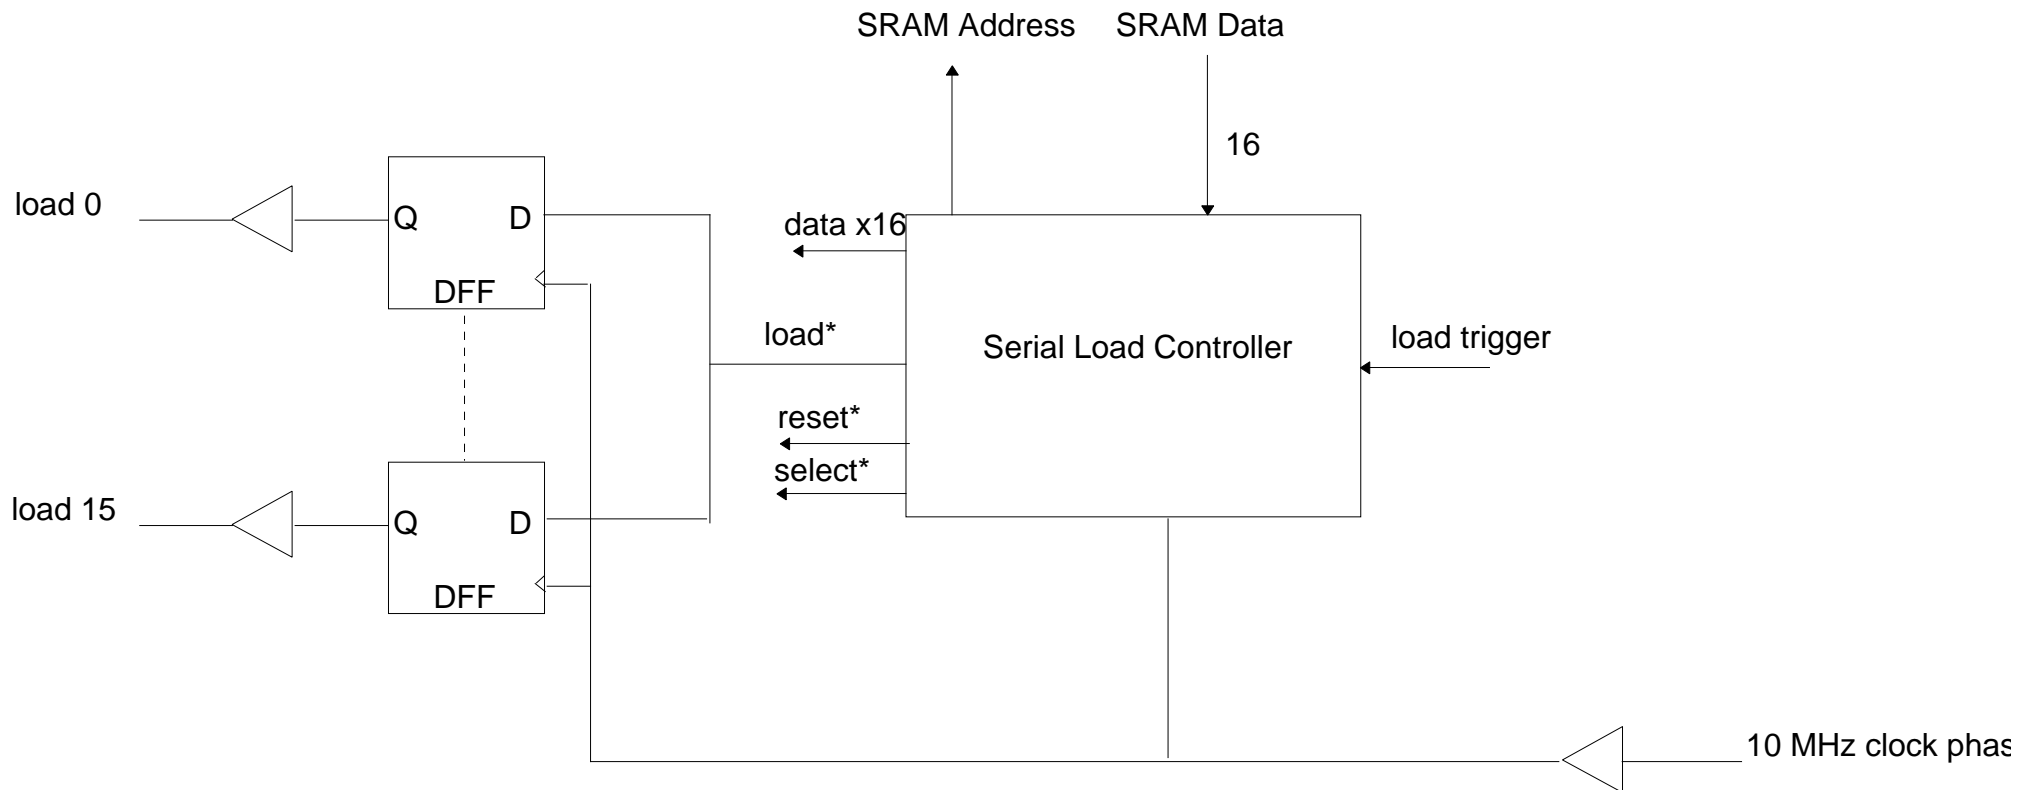 SRAM Address SRAM Data
16
load 0
Q D
data x16
DFF
load*
Serial Load Controller
load trigger
reset*
select*
load 15
Q D
DFF
10 MHz clock phas